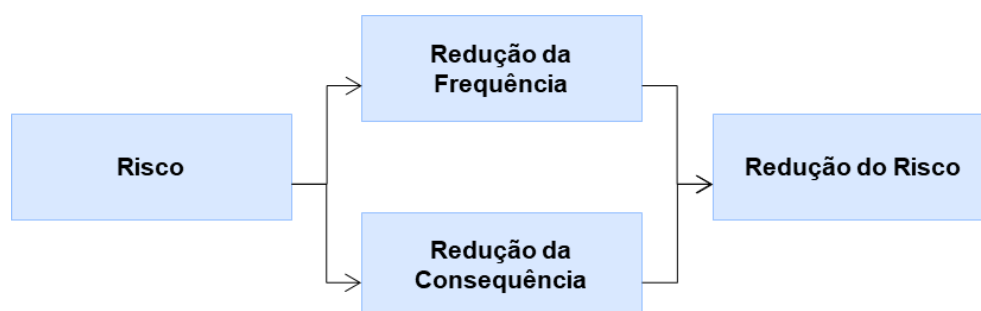 Redução da
Frequência
Risco
Redução do Risco
Redução da
Consequência